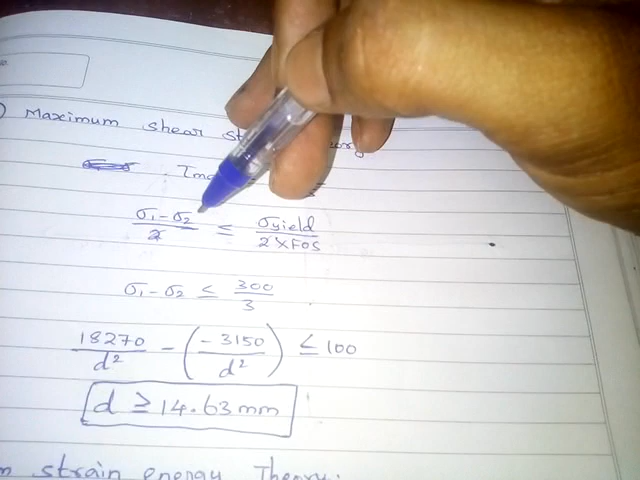 Maximum shear
σ₁ - σ₂ / 2 ≤ σyield / 2 x FOS
σ₁ - σ₂ ≤ 300 / 3
18270 / d² - ( -3150 / d² ) ≤ 100
d ≥ 14.63 mm
strain energy Theory: